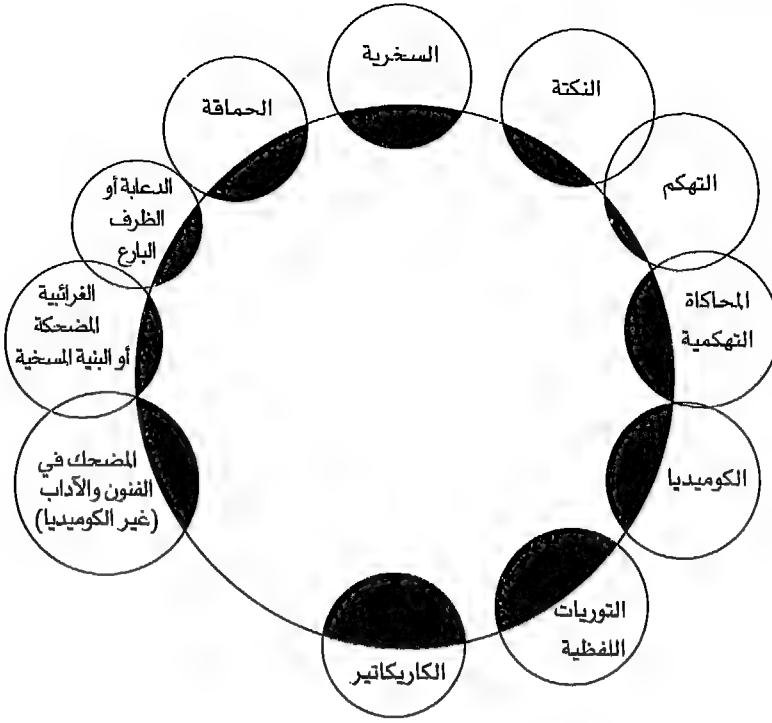 السخرية
النكتة
التهكم
المحاكاة
التهكمية
الكوميديا
التوريات
اللفظية
الكاريكاتير
المضحك في
الفنون والآداب
(غير الكوميديا)
الغرائبية
المضحكة
أو البنية المسخية
الدعابة أو
الظرف
البارع
الحماقة